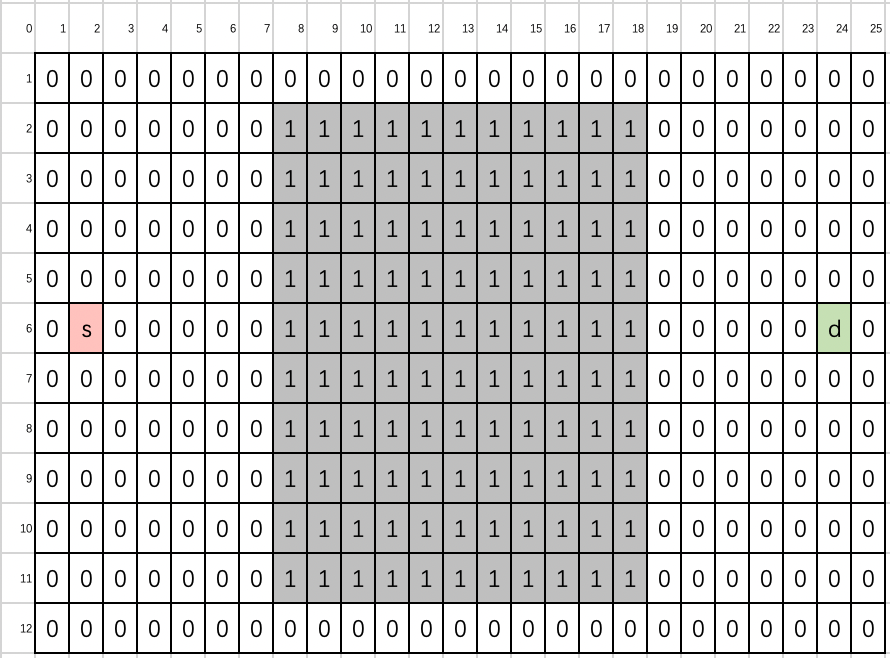 0 1 2 3 4 5 6 7 8 9 10 11 12 13 14 15 16 17 18 19 20 21 22 23 24 25
1 0 0 0 0 0 0 0 0 0 0 0 0 0 0 0 0 0 0 0 0 0 0 0 0 0
2 0 0 0 0 0 0 0 1 1 1 1 1 1 1 1 1 1 1 0 0 0 0 0 0 0
3 0 0 0 0 0 0 0 1 1 1 1 1 1 1 1 1 1 1 0 0 0 0 0 0 0
4 0 0 0 0 0 0 0 1 1 1 1 1 1 1 1 1 1 1 0 0 0 0 0 0 0
5 0 0 0 0 0 0 0 1 1 1 1 1 1 1 1 1 1 1 0 0 0 0 0 0 0
6 0 s 0 0 0 0 0 1 1 1 1 1 1 1 1 1 1 1 0 0 0 0 0 d 0
7 0 0 0 0 0 0 0 1 1 1 1 1 1 1 1 1 1 1 0 0 0 0 0 0 0
8 0 0 0 0 0 0 0 1 1 1 1 1 1 1 1 1 1 1 0 0 0 0 0 0 0
9 0 0 0 0 0 0 0 1 1 1 1 1 1 1 1 1 1 1 0 0 0 0 0 0 0
10 0 0 0 0 0 0 0 1 1 1 1 1 1 1 1 1 1 1 0 0 0 0 0 0 0
11 0 0 0 0 0 0 0 1 1 1 1 1 1 1 1 1 1 1 0 0 0 0 0 0 0
12 0 0 0 0 0 0 0 0 0 0 0 0 0 0 0 0 0 0 0 0 0 0 0 0 0